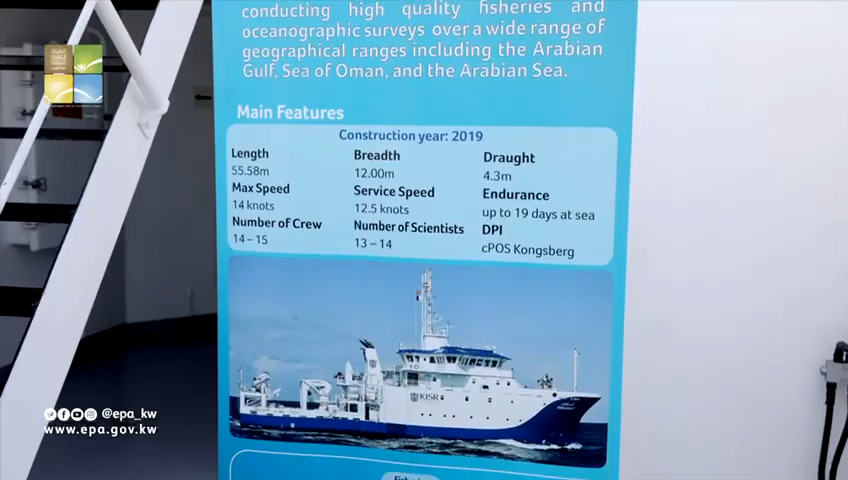 conducting high quality fisheries and
oceanographic surveys over a wide range of
geographical ranges including the Arabian
Gulf, Sea of Oman, and the Arabian Sea.
Main Features
Construction year: 2019
Length
55.58m
Breadth
12.00m
Draught
4.3m
Max Speed
14 knots
Service Speed
12.5 knots
Endurance
up to 19 days at sea
Number of Crew
14 – 15
Number of Scientists
13 – 14
DPI
cPOS Kongsberg
KISR
@epa_kw
www.epa.gov.kw